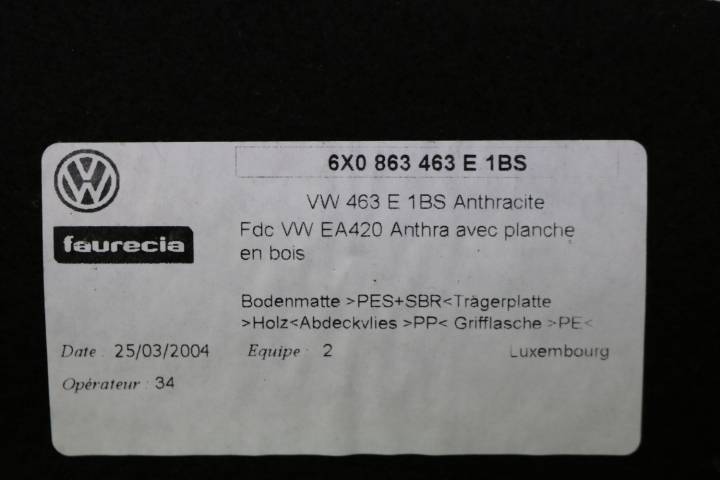 6X0 863 463 E 1BS
VW 463 E 1BS Anthracite
faurecia
Fdc VW EA420 Anthra avec planche
en bois
Bodenmatte >PES+SBR<Trägerplatte
>Holz<Abdeckvlies >PP< Grifflasche >PE<
Date : 25/03/2004 Equipe : 2 Luxembourg
Opérateur : 34